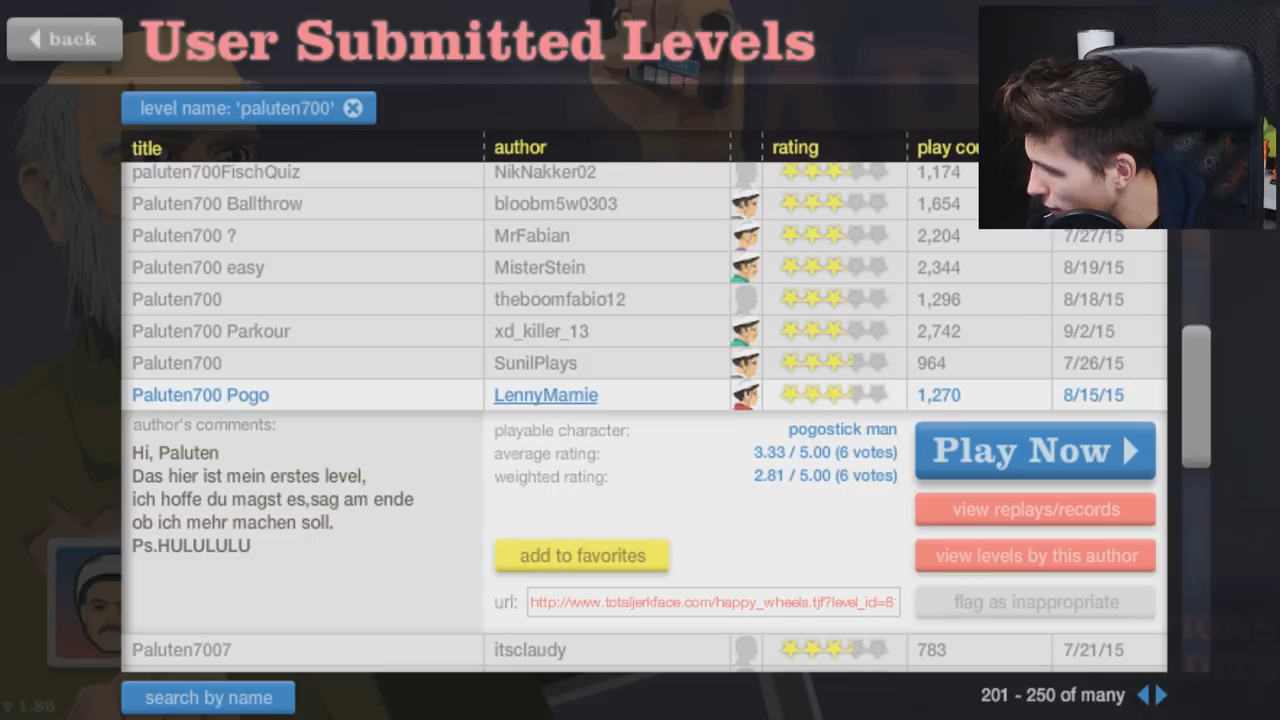 back
User Submitted Levels
level name: 'paluten700'
title author rating play cou
paluten700FischQuiz NikNakker02 1,174
Paluten700 Ballthrow bloobm5w0303 1,654
Paluten700 ? MrFabian 2,204 7/27/15
Paluten700 easy MisterStein 2,344 8/19/15
Paluten700 theboomfabio12 1,296 8/18/15
Paluten700 Parkour xd_killer_13 2,742 9/2/15
Paluten700 SunilPlays 964 7/26/15
Paluten700 Pogo LennyMamie 1,270 8/15/15
author's comments:
Hi, Paluten
Das hier ist mein erstes level,
ich hoffe du magst es,sag am ende
ob ich mehr machen soll.
Ps.HULULULU
playable character: pogostick man
average rating: 3.33 / 5.00 (6 votes)
weighted rating: 2.81 / 5.00 (6 votes)
add to favorites
url: http://www.totaljerkface.com/happy_wheels.tjf?level_id=8
Play Now
view replays/records
view levels by this author
flag as inappropriate
Paluten7007 itsclaudy 783 7/21/15
search by name
201 - 250 of many
v 1.86